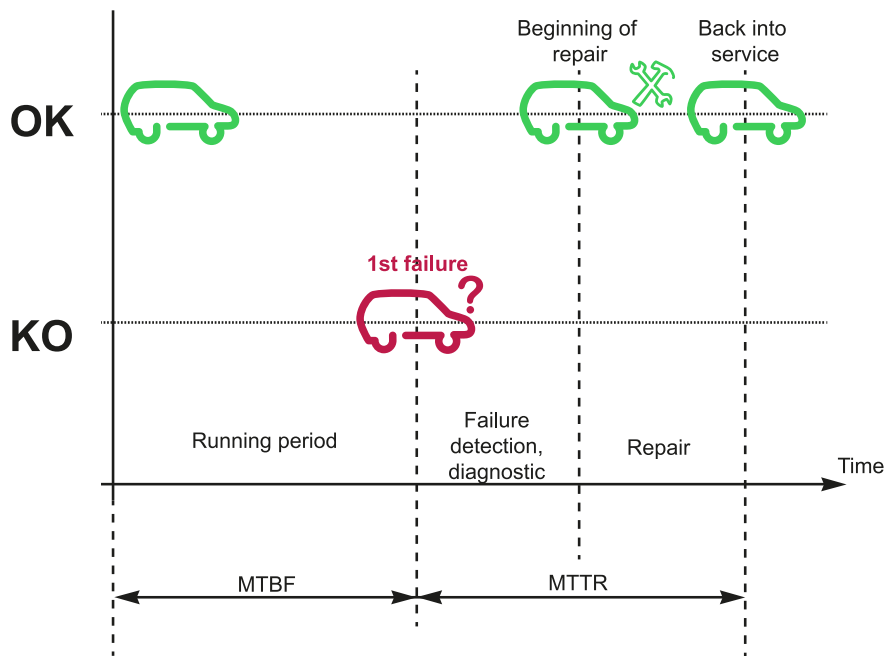 Beginning of
repair
Back into
service
OK
1st failure
?
KO
Running period
Failure
detection,
diagnostic
Repair
Time
MTBF
MTTR